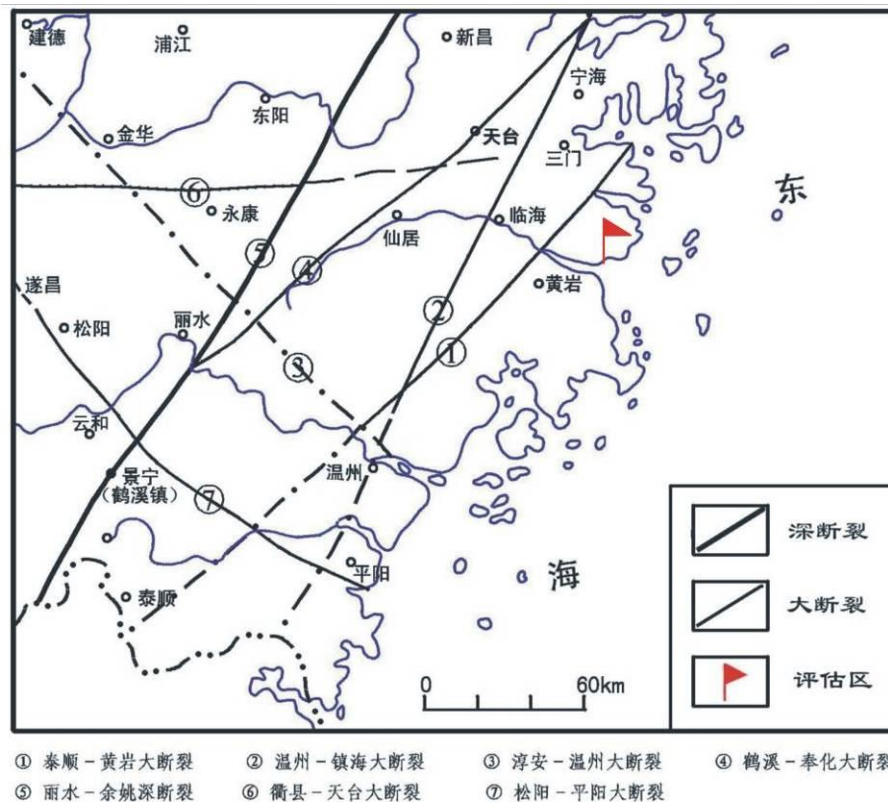 建德
浦江
新昌
宁海
东阳
金华
天台
三门
东
⑥
永康
仙居
临海
⑤
④
黄岩
遂昌
松阳
丽水
②
①
③
云和
温州
景宁
(鹤溪镇)
⑦
平阳
海
泰顺
0 60km
深断裂
大断裂
评估区
① 泰顺-黄岩大断裂 ② 温州-镇海大断裂 ③ 淳安-温州大断裂 ④ 鹤溪-奉化大断裂
⑤ 丽水-余姚深断裂 ⑥ 衢县-天台大断裂 ⑦ 松阳-平阳大断裂